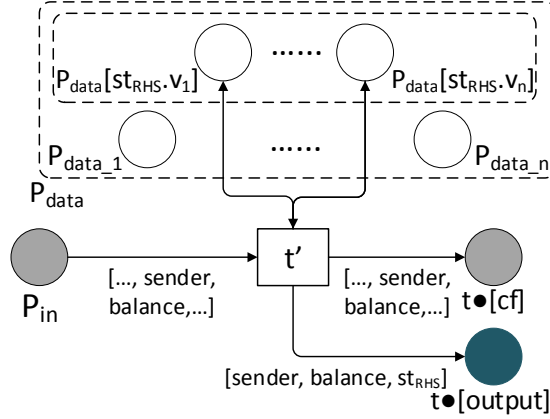 ......
P_data[st_RHS.v_1]
P_data[st_RHS.v_n]
P_data_1
......
P_data_n
P_data
t'
P_in
[..., sender,
balance,...]
[..., sender,
balance,...]
t●[cf]
[sender, balance, st_RHS]
t●[output]